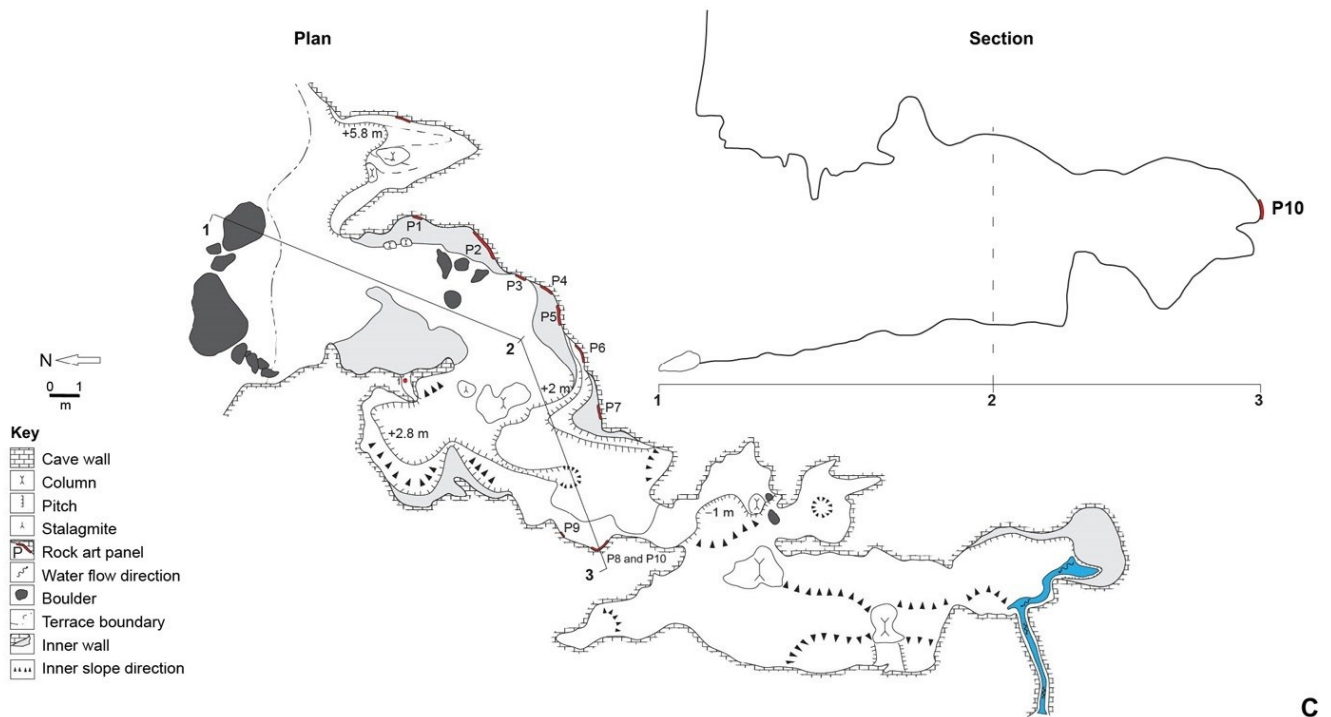 Plan
Section
+5.8 m
1
P1
P2
P3
P4
P5
2
P6
+2 m
P7
+2.8 m
N
0 1
m
P9
P8 and P10
3
−1 m
P10
1
2
3
Key
Cave wall
Column
Pitch
Stalagmite
P Rock art panel
Water flow direction
Boulder
Terrace boundary
Inner wall
Inner slope direction
C